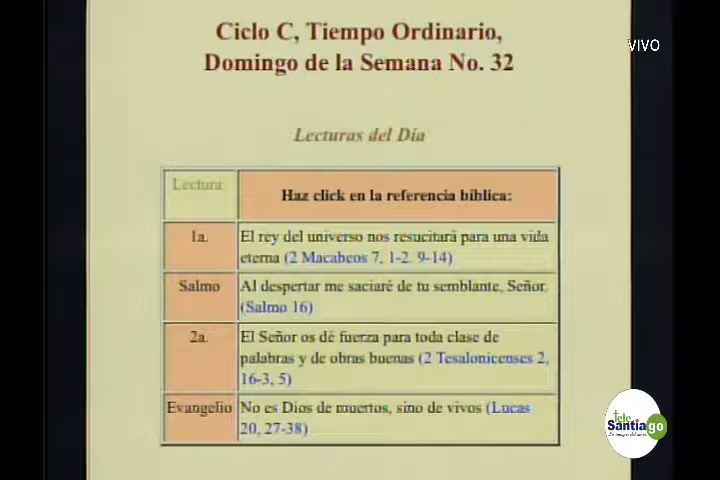 Ciclo C, Tiempo Ordinario,
VIVO
Domingo de la Semana No. 32
Lecturas del Día
Lectura
Haz click en la referencia bíblica:
1a.
El rey del universo nos resucitará para una vida
eterna (2 Macabeos 7, 1-2. 9-14)
Salmo
Al despertar me saciaré de tu semblante, Señor.
(Salmo 16)
2a.
El Señor os dé fuerza para toda clase de
palabras y de obras buenas (2 Tesalonicenses 2,
16-3, 5)
Evangelio
No es Dios de muertos, sino de vivos (Lucas
20, 27-38)
tele
Santiago